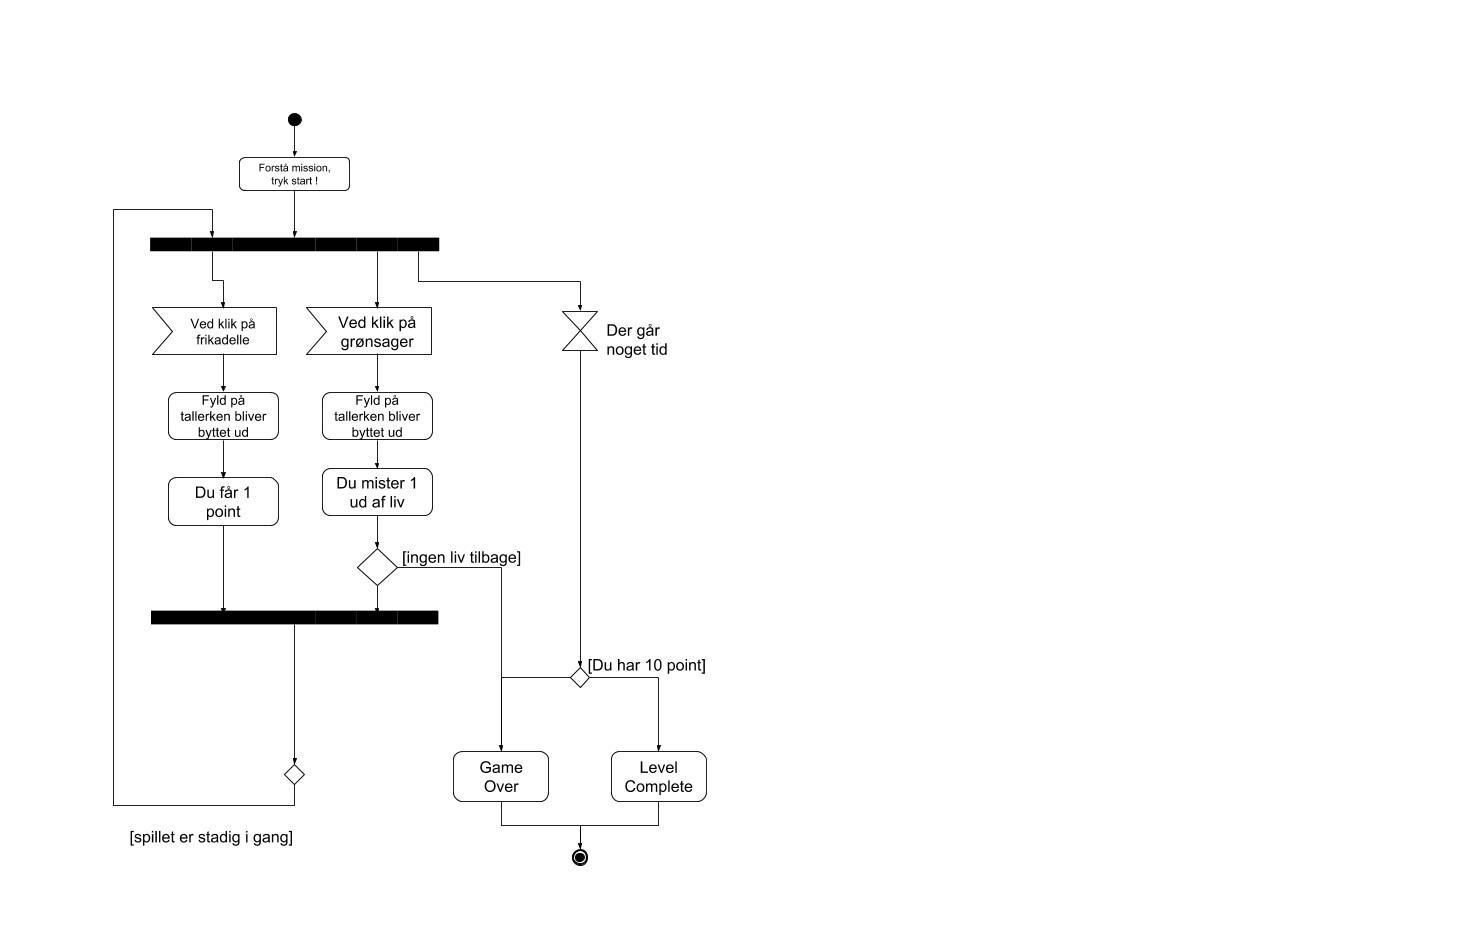 Forstå mission,
tryk start !
Ved klik på
frikadelle
Ved klik på
grønsager
Der går
noget tid
Fyld på
tallerken bliver
byttet ud
Fyld på
tallerken bliver
byttet ud
Du får 1
point
Du mister 1
ud af liv
[ingen liv tilbage]
[Du har 10 point]
Game
Over
Level
Complete
[spillet er stadig i gang]